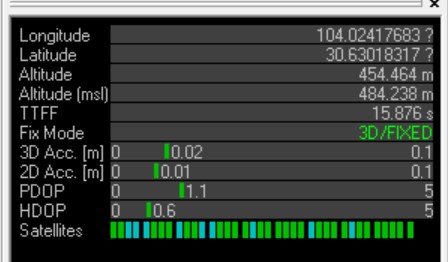 Longitude 104.02417683 ?
Latitude 30.63018317 ?
Altitude 454.464 m
Altitude (msl) 484.238 m
TTFF 15.876 s
Fix Mode 3D/FIXED
3D Acc. [m] 0 0.02 0.1
2D Acc. [m] 0 0.01 0.1
PDOP 0 1.1 5
HDOP 0 0.6 5
Satellites